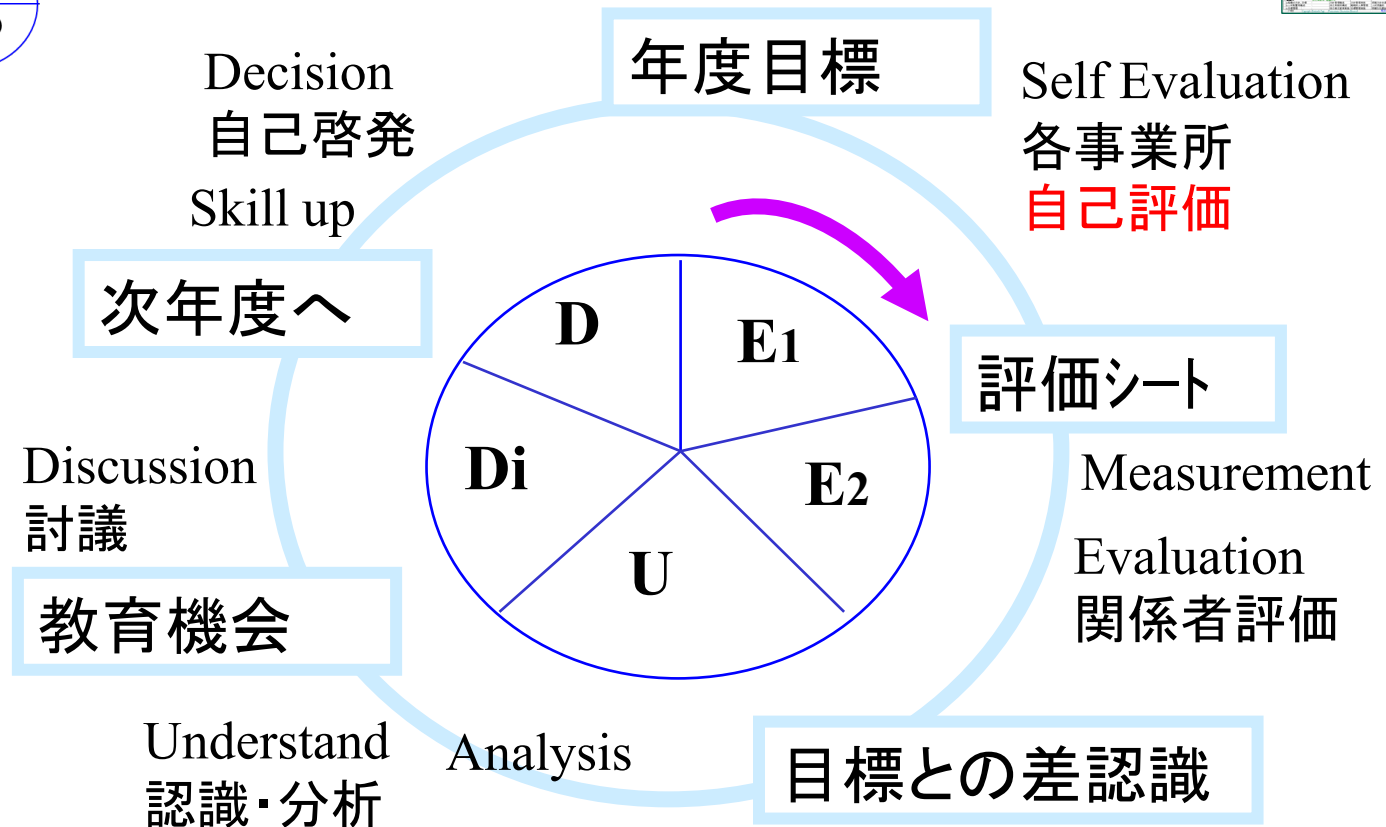 年度目標
Decision
自己啓発
Skill up
Self Evaluation
各事業所
自己評価
次年度へ
D
E1
評価シート
Di
E2
U
Discussion
討議
Measurement
Evaluation
関係者評価
教育機会
Understand
認識・分析
Analysis
目標との差認識